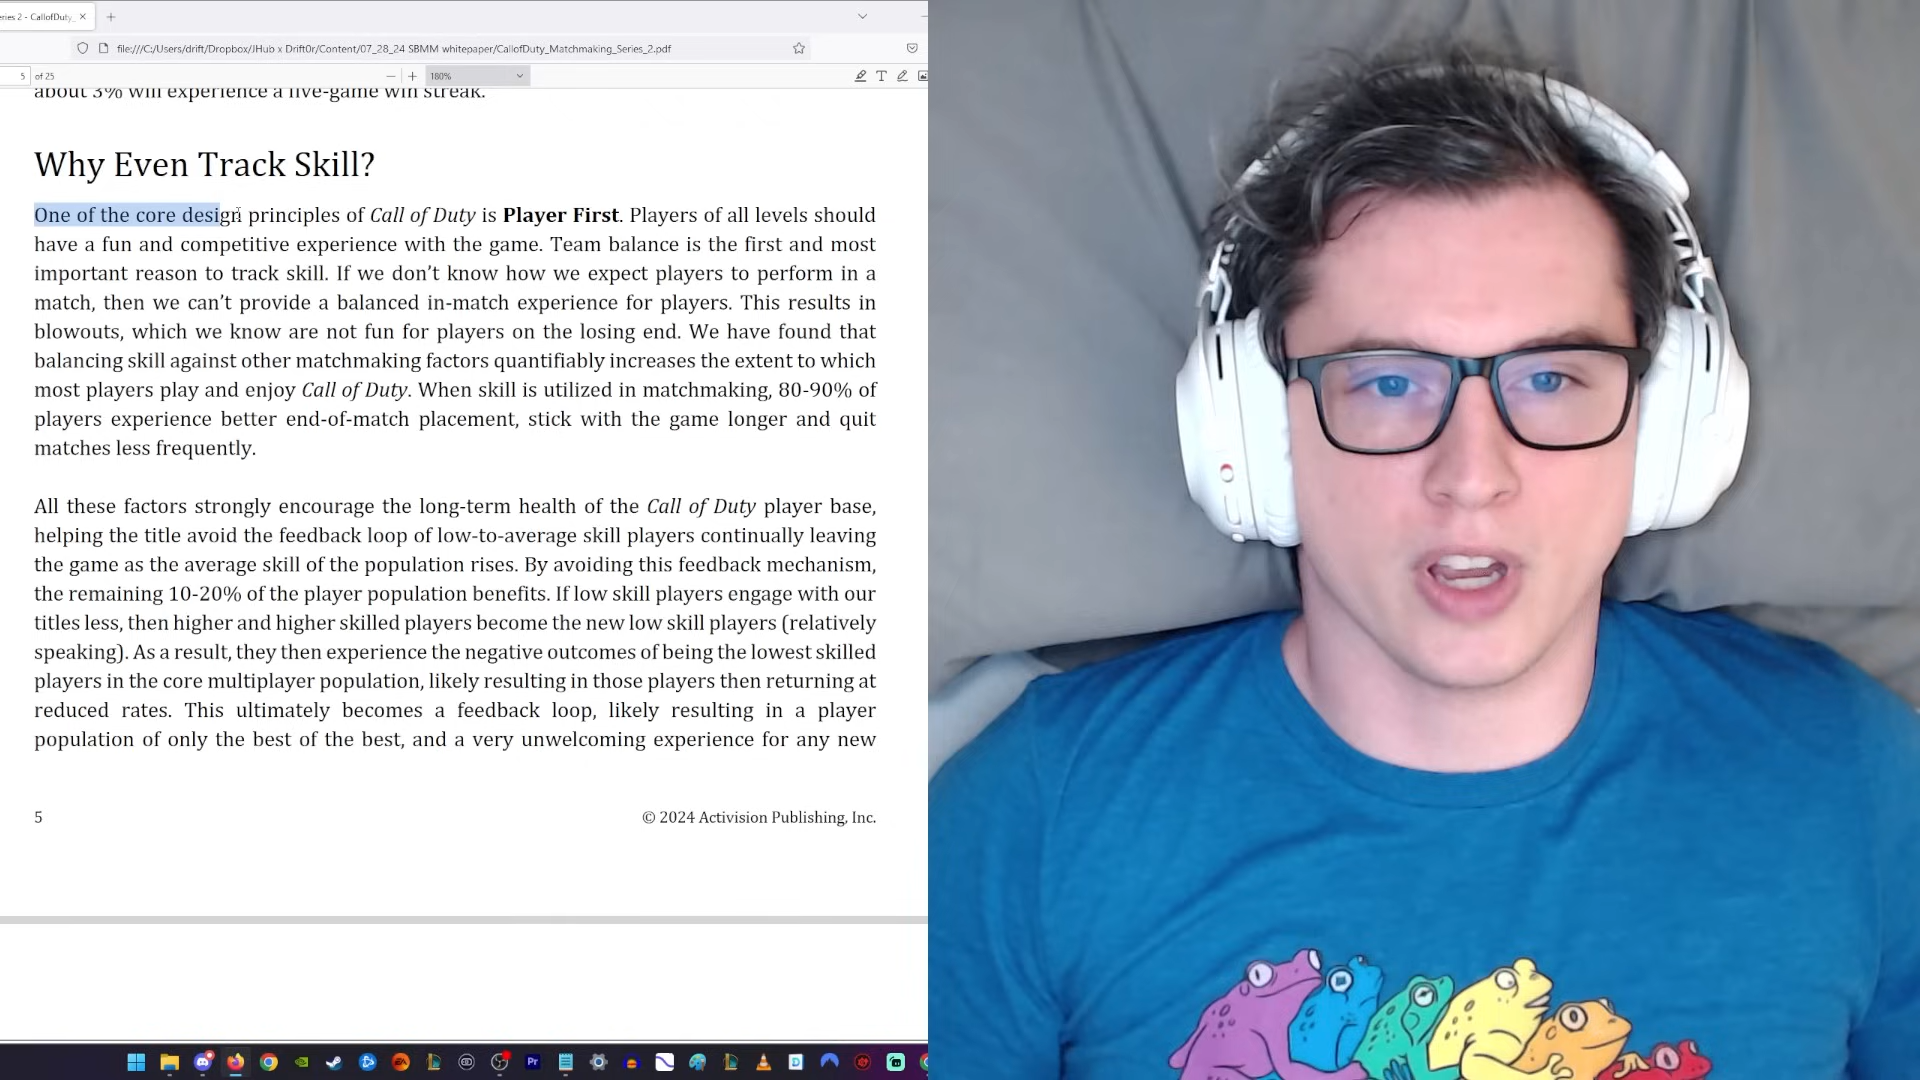 eries 2 - CallofDuty_
file:///C:/Users/drift/Dropbox/JHub x Drift0r/Content/07_28_24 SBMM whitepaper/CallofDuty_Matchmaking_Series_2.pdf
5 of 25
180%
about 3% will experience a five-game win streak.
Why Even Track Skill?
One of the core design principles of Call of Duty is Player First. Players of all levels should
have a fun and competitive experience with the game. Team balance is the first and most
important reason to track skill. If we don’t know how we expect players to perform in a
match, then we can’t provide a balanced in-match experience for players. This results in
blowouts, which we know are not fun for players on the losing end. We have found that
balancing skill against other matchmaking factors quantifiably increases the extent to which
most players play and enjoy Call of Duty. When skill is utilized in matchmaking, 80-90% of
players experience better end-of-match placement, stick with the game longer and quit
matches less frequently.
All these factors strongly encourage the long-term health of the Call of Duty player base,
helping the title avoid the feedback loop of low-to-average skill players continually leaving
the game as the average skill of the population rises. By avoiding this feedback mechanism,
the remaining 10-20% of the player population benefits. If low skill players engage with our
titles less, then higher and higher skilled players become the new low skill players (relatively
speaking). As a result, they then experience the negative outcomes of being the lowest skilled
players in the core multiplayer population, likely resulting in those players then returning at
reduced rates. This ultimately becomes a feedback loop, likely resulting in a player
population of only the best of the best, and a very unwelcoming experience for any new
5
© 2024 Activision Publishing, Inc.
Pr
D